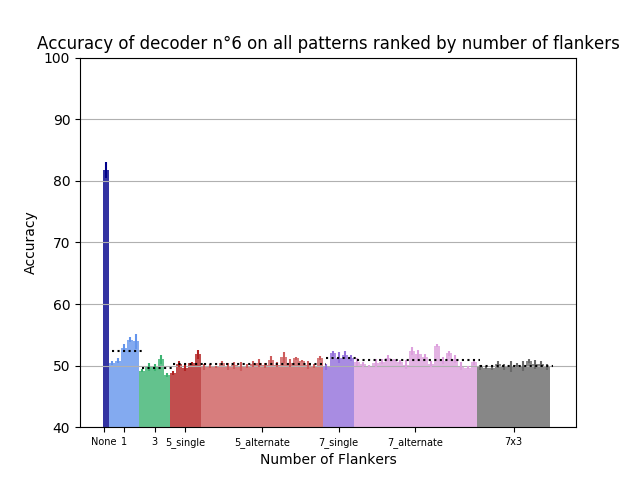 Accuracy of decoder n°6 on all patterns ranked by number of flankers
100
90
80
70
60
50
40
Accuracy
None 1 3 5_single 5_alternate 7_single 7_alternate 7x3
Number of Flankers